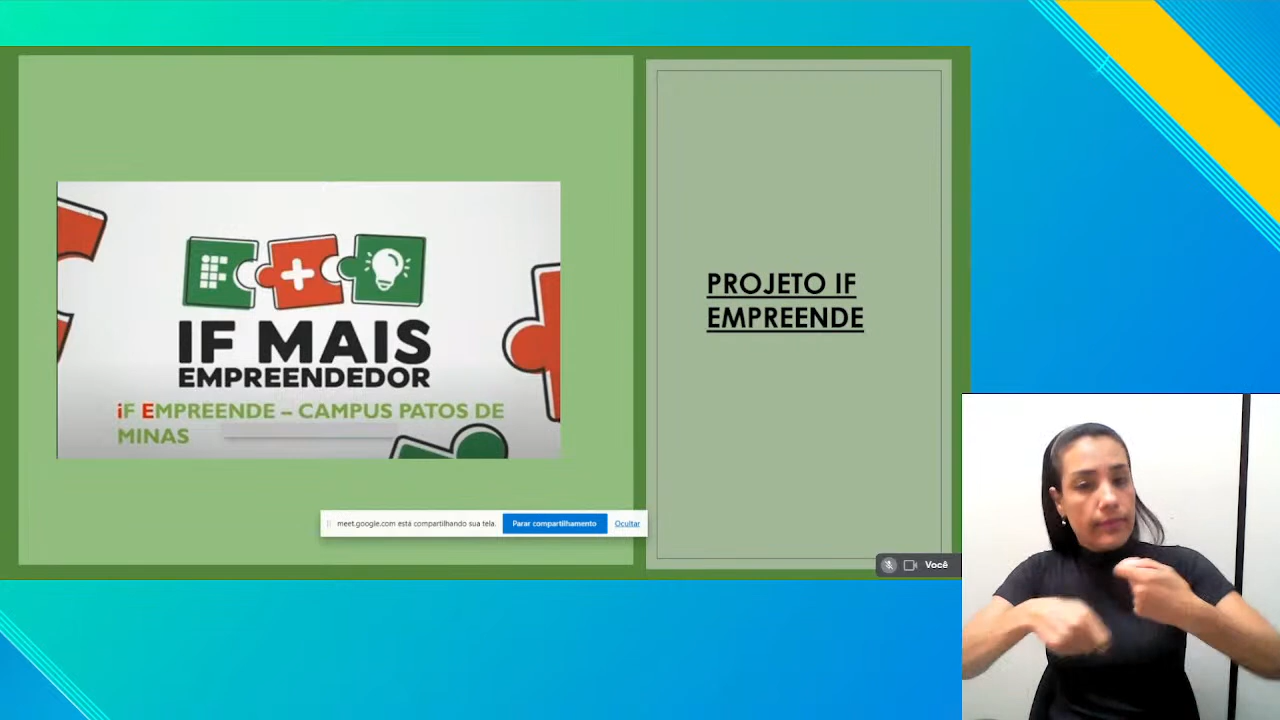 IF MAIS
EMPREENDEDOR
iF EMPREENDE – CAMPUS PATOS DE
MINAS
PROJETO IF
EMPREENDE
meet.google.com está compartilhando sua tela.
Parar compartilhamento
Ocultar
Você